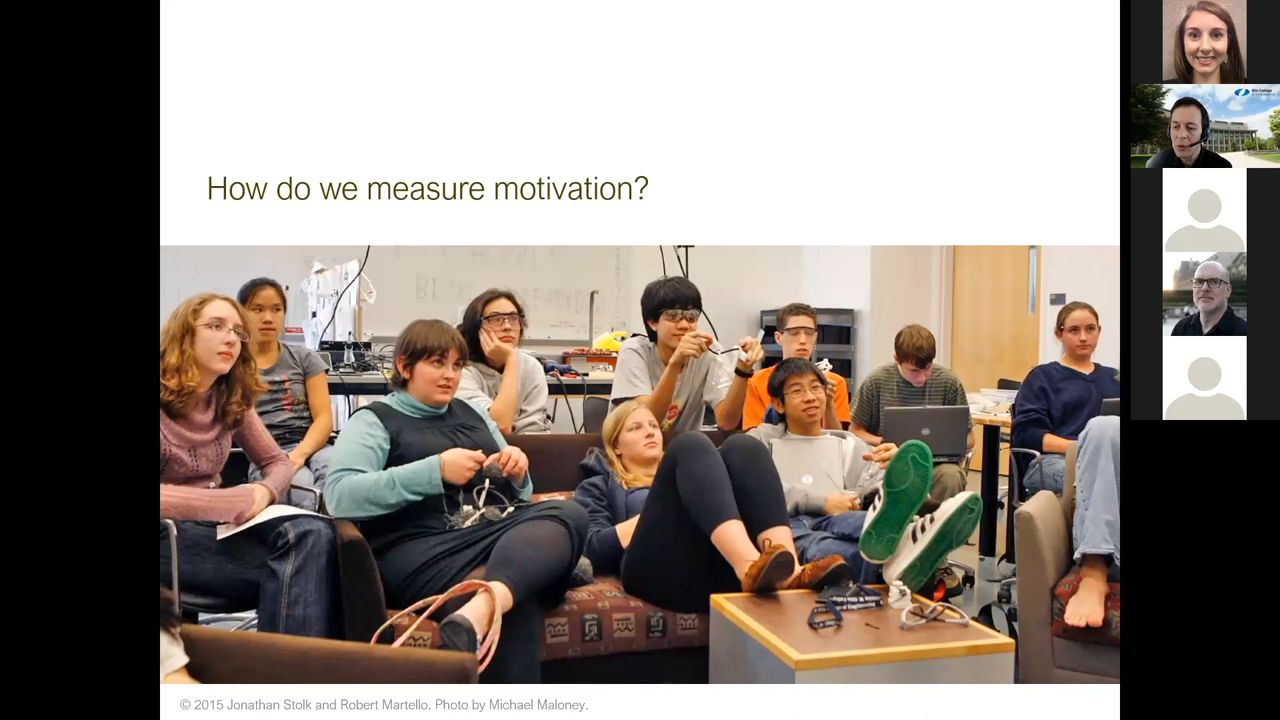 How do we measure motivation?
© 2015 Jonathan Stolk and Robert Martello. Photo by Michael Maloney.